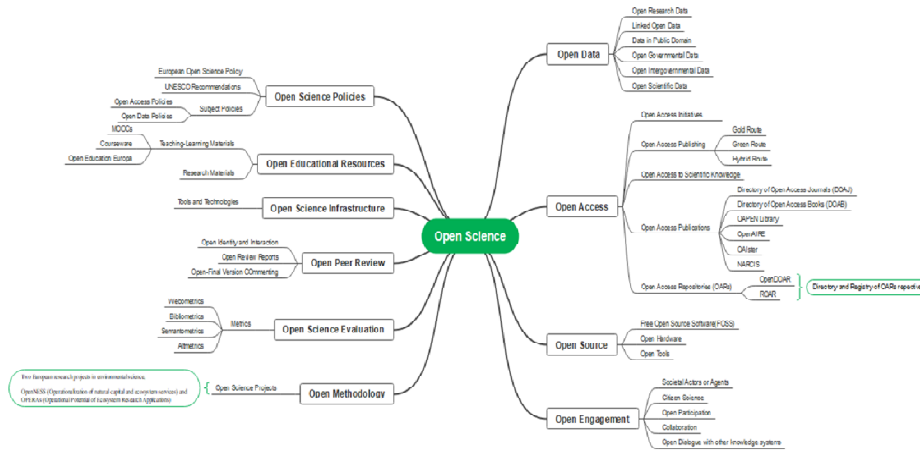 Open Science
Open Science Policies
European Open Science Policy
UNESCO Recommendations
Subject Policies
Open Access Policies
Open Data Policies
Open Educational Resources
Teaching-Learning Materials
MOOCs
Courseware
Open Education Europa
Research Materials
Open Science Infrastructure
Tools and Technologies
Open Peer Review
Open Identity and Interaction
Open Review Reports
Open-Final Version COmmenting
Open Science Evaluation
Metrics
Webometrics
Bibliometrics
Semantometrics
Altmetrics
Open Methodology
Open Science Projects
European research projects in environmental science,
OpenNESS (Operationalisation of natural capital and ecosystem services) and
OPERAS (Operational Potential of Ecosystem Research Applications)
Open Data
Open Research Data
Linked Open Data
Data in Public Domain
Open Governmental Data
Open Intergovernmental Data
Open Scientific Data
Open Access
Open Access Initiatives
Open Access Publishing
Gold Route
Green Route
Hybrid Route
Open Access to Scientific Knowledge
Open Access Publications
Directory of Open Access Journals (DOAJ)
Directory of Open Access Books (DOAB)
OAPEN Library
OpenAIRE
OAIster
NARCIS
Open Access Repositories (OARs)
OpenDOAR
ROAR
Directory and Registry of OARs
Open Source
Free Open Source Software(FOSS)
Open Hardware
Open Tools
Open Engagement
Societal Actors or Agents
Citizen Science
Open Participation
Collaboration
Open Dialogue with other knowledge systems